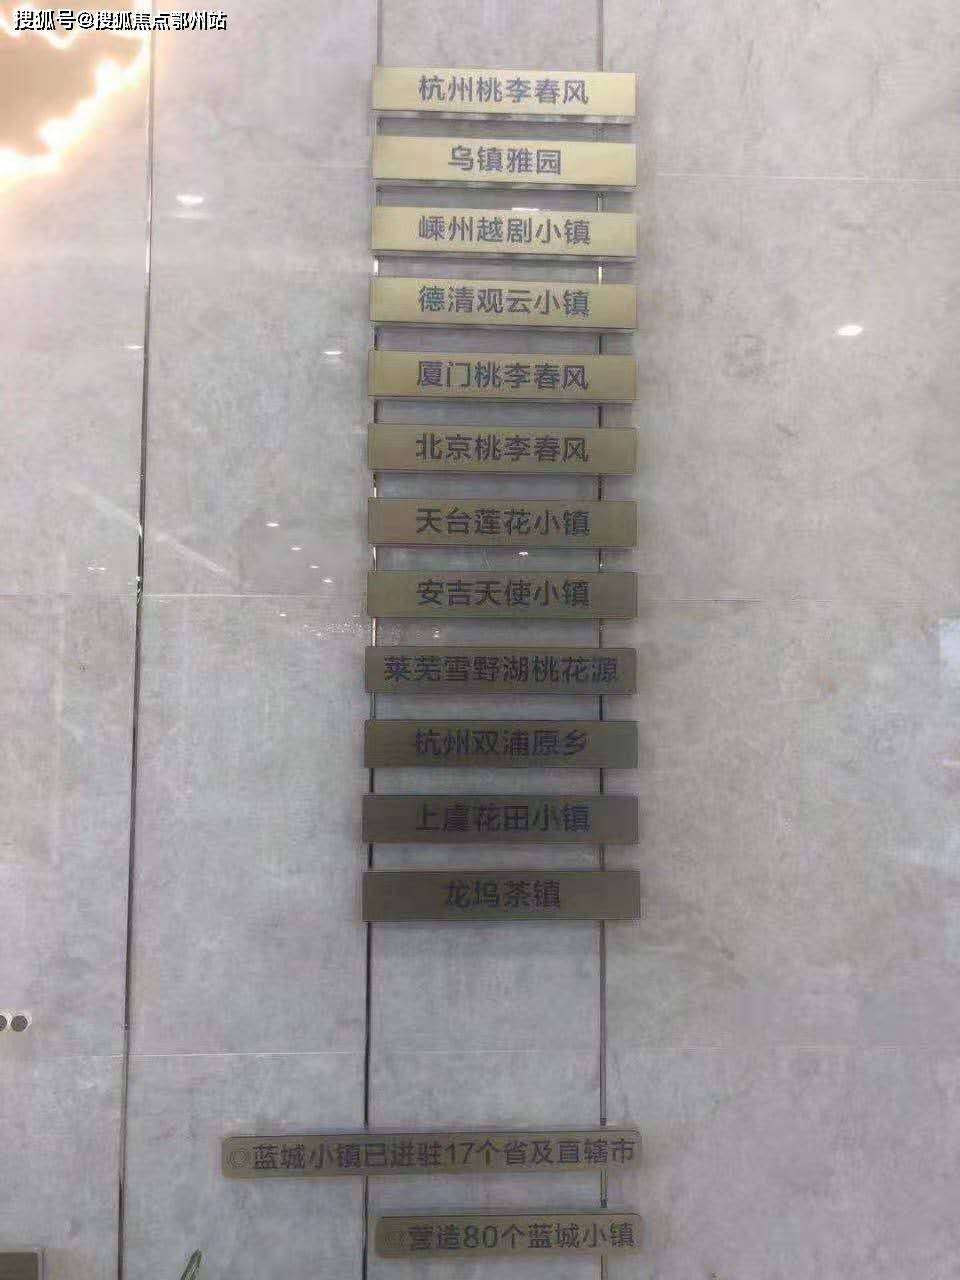 搜狐号@搜狐焦点鄂州站
杭州桃李春风
乌镇雅园
嵊州越剧小镇
德清观云小镇
厦门桃李春风
北京桃李春风
天台莲花小镇
安吉天使小镇
莱芜雪野湖桃花源
杭州双浦原乡
上虞花田小镇
龙坞茶镇
◎蓝城小镇已进驻17个省及直辖市
◎营造80个蓝城小镇